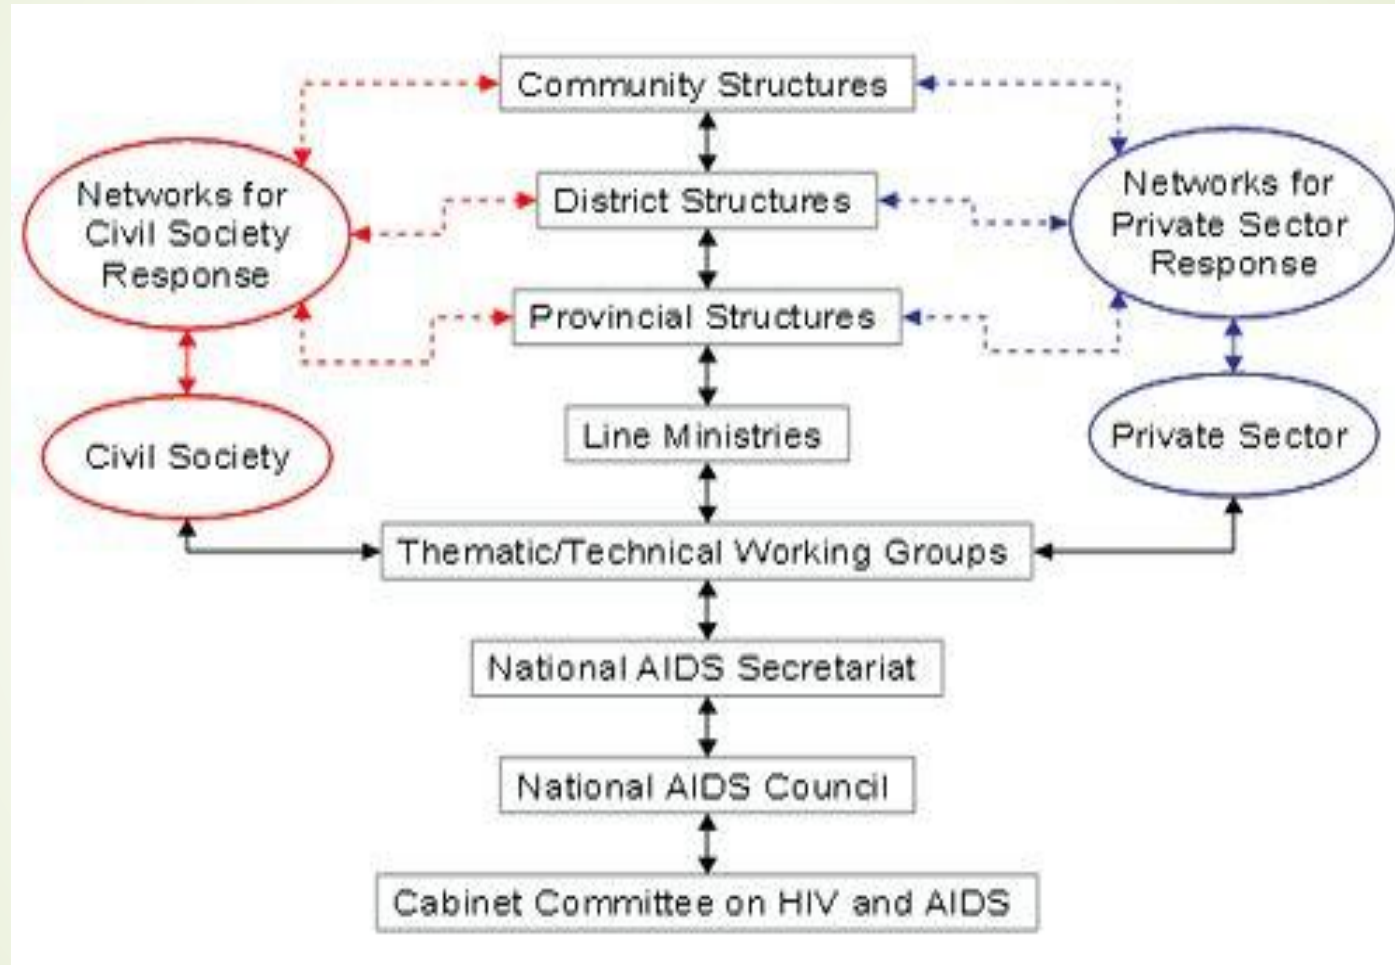 Community Structures
Networks for
Civil Society
Response
District Structures
Networks for
Private Sector
Response
Provincial Structures
Civil Society
Line Ministries
Private Sector
Thematic/Technical Working Groups
National AIDS Secretariat
National AIDS Council
Cabinet Committee on HIV and AIDS